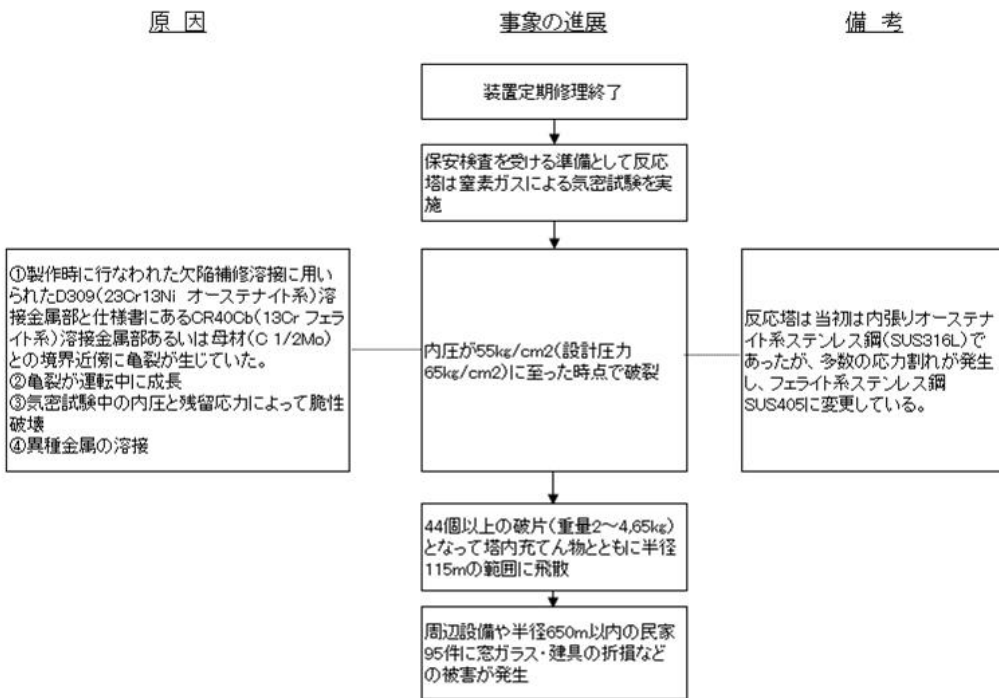 原 因
事象の進展
備 考
装置定期修理終了
保安検査を受ける準備として反応
塔は窒素ガスによる気密試験を実
施
①製作時に行なわれた欠陥補修溶接に用い
られたD309(23Cr13Ni オーステナイト系)溶
接金属部と仕様書にあるCR40Cb(13Cr フェラ
イト系)溶接金属部あるいは母材(C 1/2Mo)
との境界近傍に亀裂が生じていた。
②亀裂が運転中に成長
③気密試験中の内圧と残留応力によって脆性
破壊
④異種金属の溶接
内圧が55kg/cm2(設計圧力
65kg/cm2)に至った時点で破裂
反応塔は当初は内張りオーステナ
イト系ステンレス鋼(SUS316L)で
あったが、多数の応力割れが発生
し、フェライト系ステンレス鋼
SUS405に変更している。
44個以上の破片(重量2～4,65kg)
となって塔内充てん物とともに半径
115mの範囲に飛散
周辺設備や半径650m以内の民家
95件に窓ガラス・建具の折損など
の被害が発生